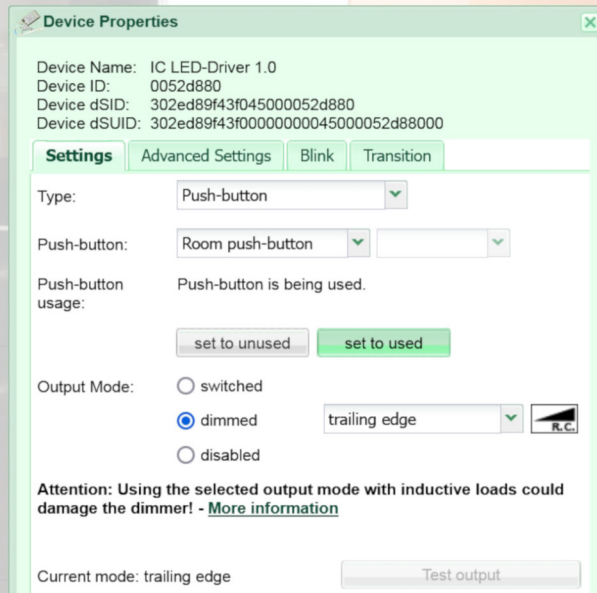 Device Properties
Device Name: IC LED-Driver 1.0
Device ID: 0052d880
Device dSID: 302ed89f43f045000052d880
Device dSUID: 302ed89f43f00000000045000052d88000
Settings Advanced Settings Blink Transition
Type: Push-button
Push-button: Room push-button
Push-button Push-button is being used.
usage:
set to unused set to used
Output Mode: switched
dimmed trailing edge R.C.
disabled
Attention: Using the selected output mode with inductive loads could
damage the dimmer! - More information
Current mode: trailing edge Test output